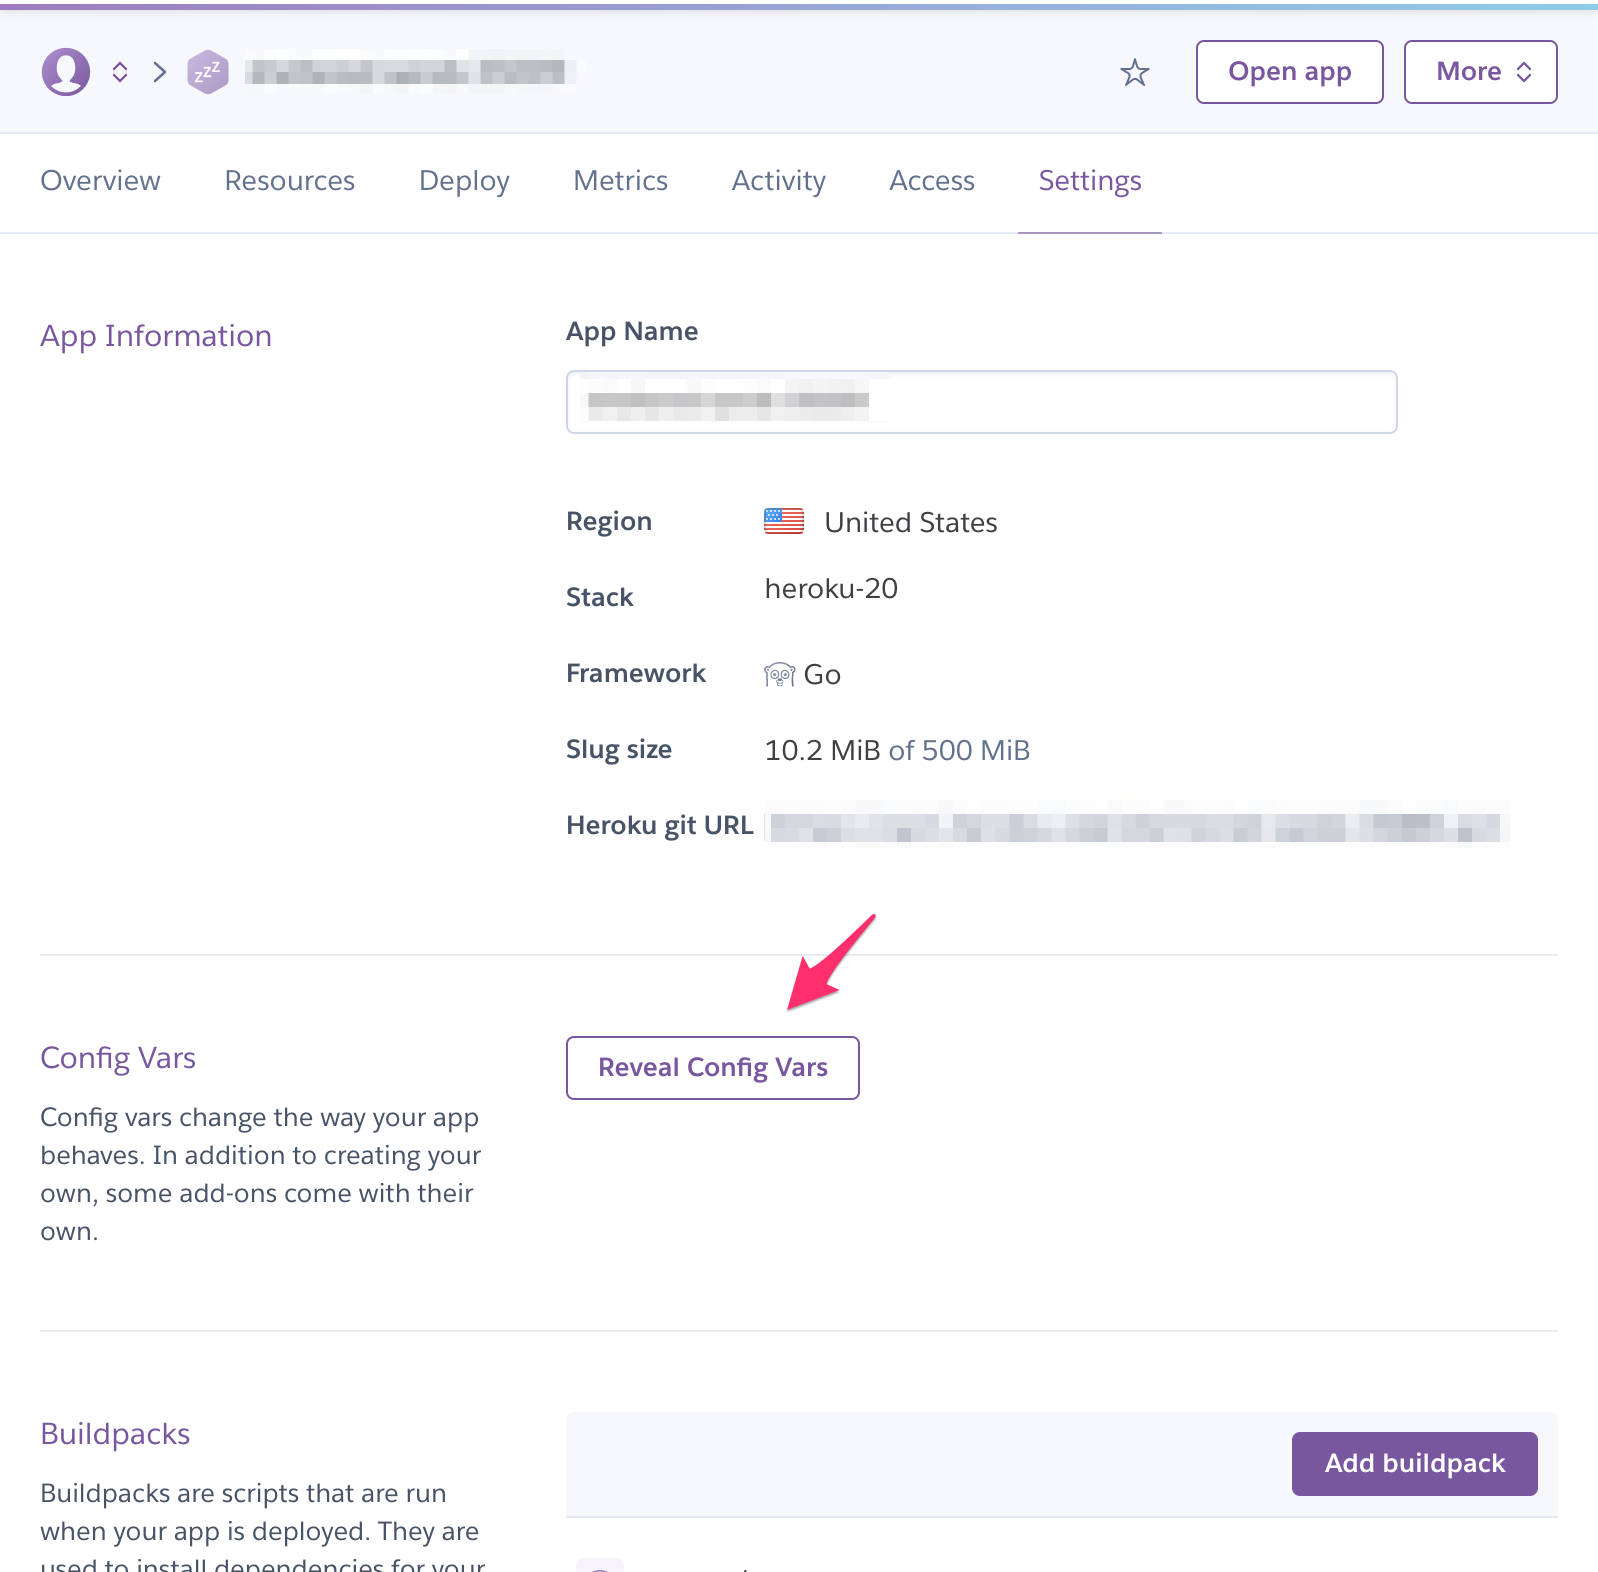 zzz
Open app
More
Overview
Resources
Deploy
Metrics
Activity
Access
Settings
App Information
App Name
Region
United States
Stack
heroku-20
Framework
Go
Slug size
10.2 MiB of 500 MiB
Heroku git URL
Config Vars
Config vars change the way your app
behaves. In addition to creating your
own, some add-ons come with their
own.
Reveal Config Vars
Buildpacks
Buildpacks are scripts that are run
when your app is deployed. They are
used to install dependencies for your
Add buildpack